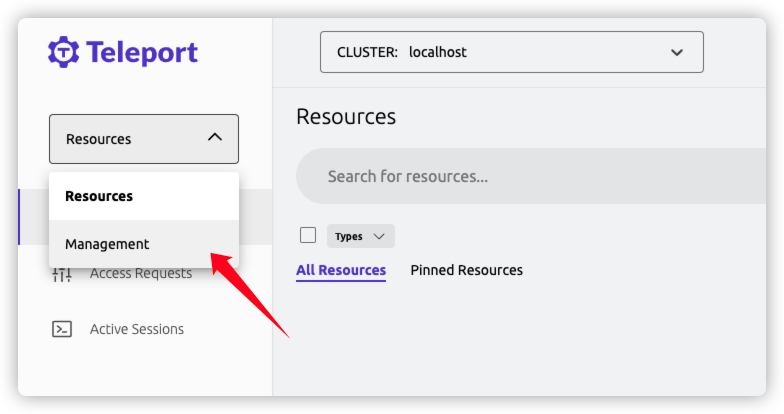 Teleport
CLUSTER: localhost
Resources
Resources
Management
Access Requests
Active Sessions
Resources
Search for resources...
Types
All Resources Pinned Resources